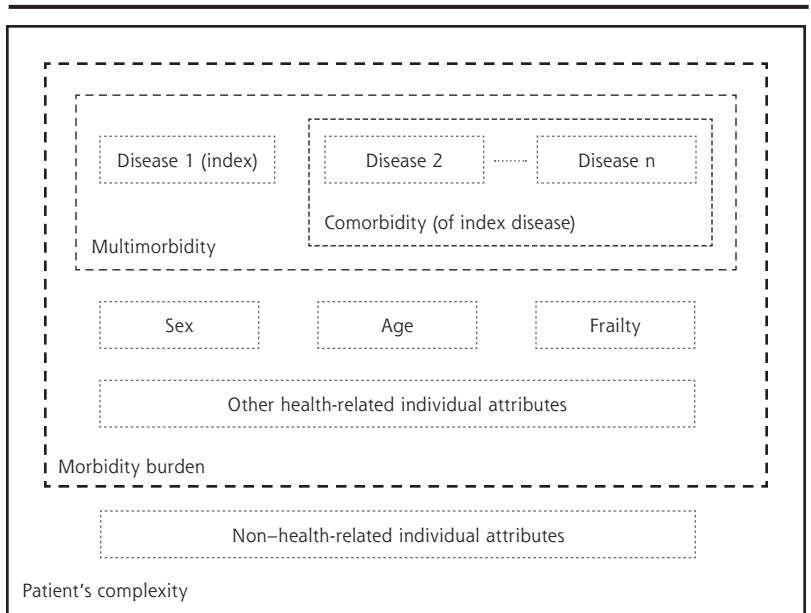 Disease 1 (index)
Disease 2
Disease n
Comorbidity (of index disease)
Multimorbidity
Sex
Age
Frailty
Other health-related individual attributes
Morbidity burden
Non–health-related individual attributes
Patient's complexity